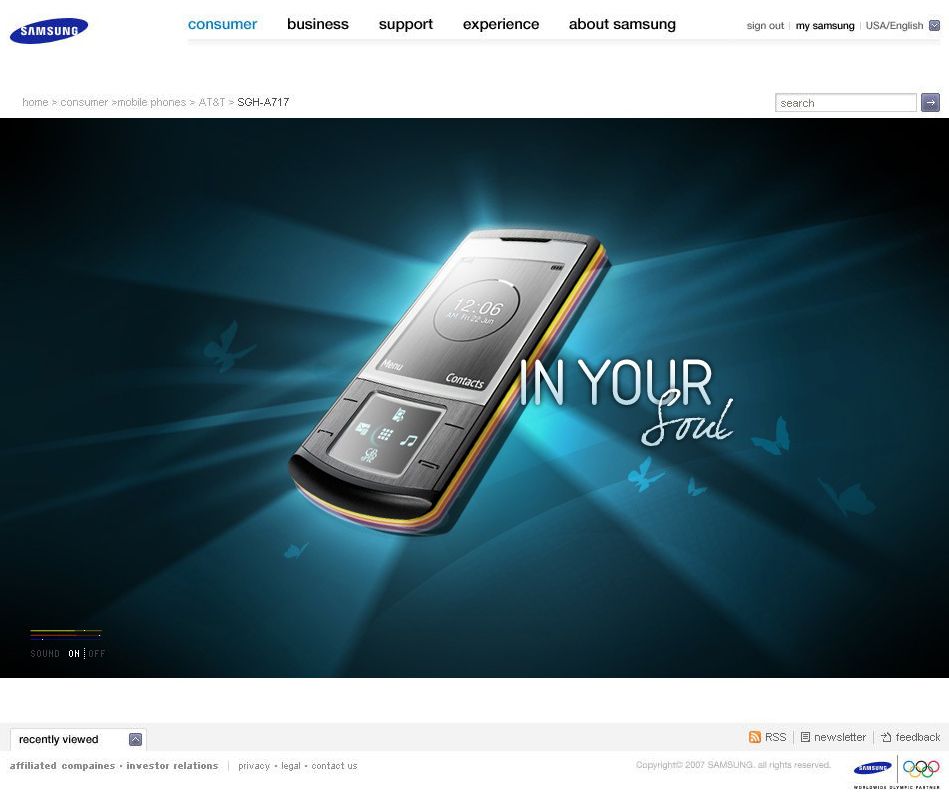 SAMSUNG
consumer business support experience about samsung
sign out | my samsung | USA/English
home > consumer >mobile phones > AT&T > SGH-A717
search
12:06
AM Fri 22 Jun
Menu
Contacts
IN YOUR
Soul
SOUND ON OFF
recently viewed
RSS | newsletter | feedback
affiliated compaines • investor relations | privacy • legal • contact us
Copyright© 2007 SAMSUNG. all rights reserved.
SAMSUNG
WORLDWIDE OLYMPIC PARTNER